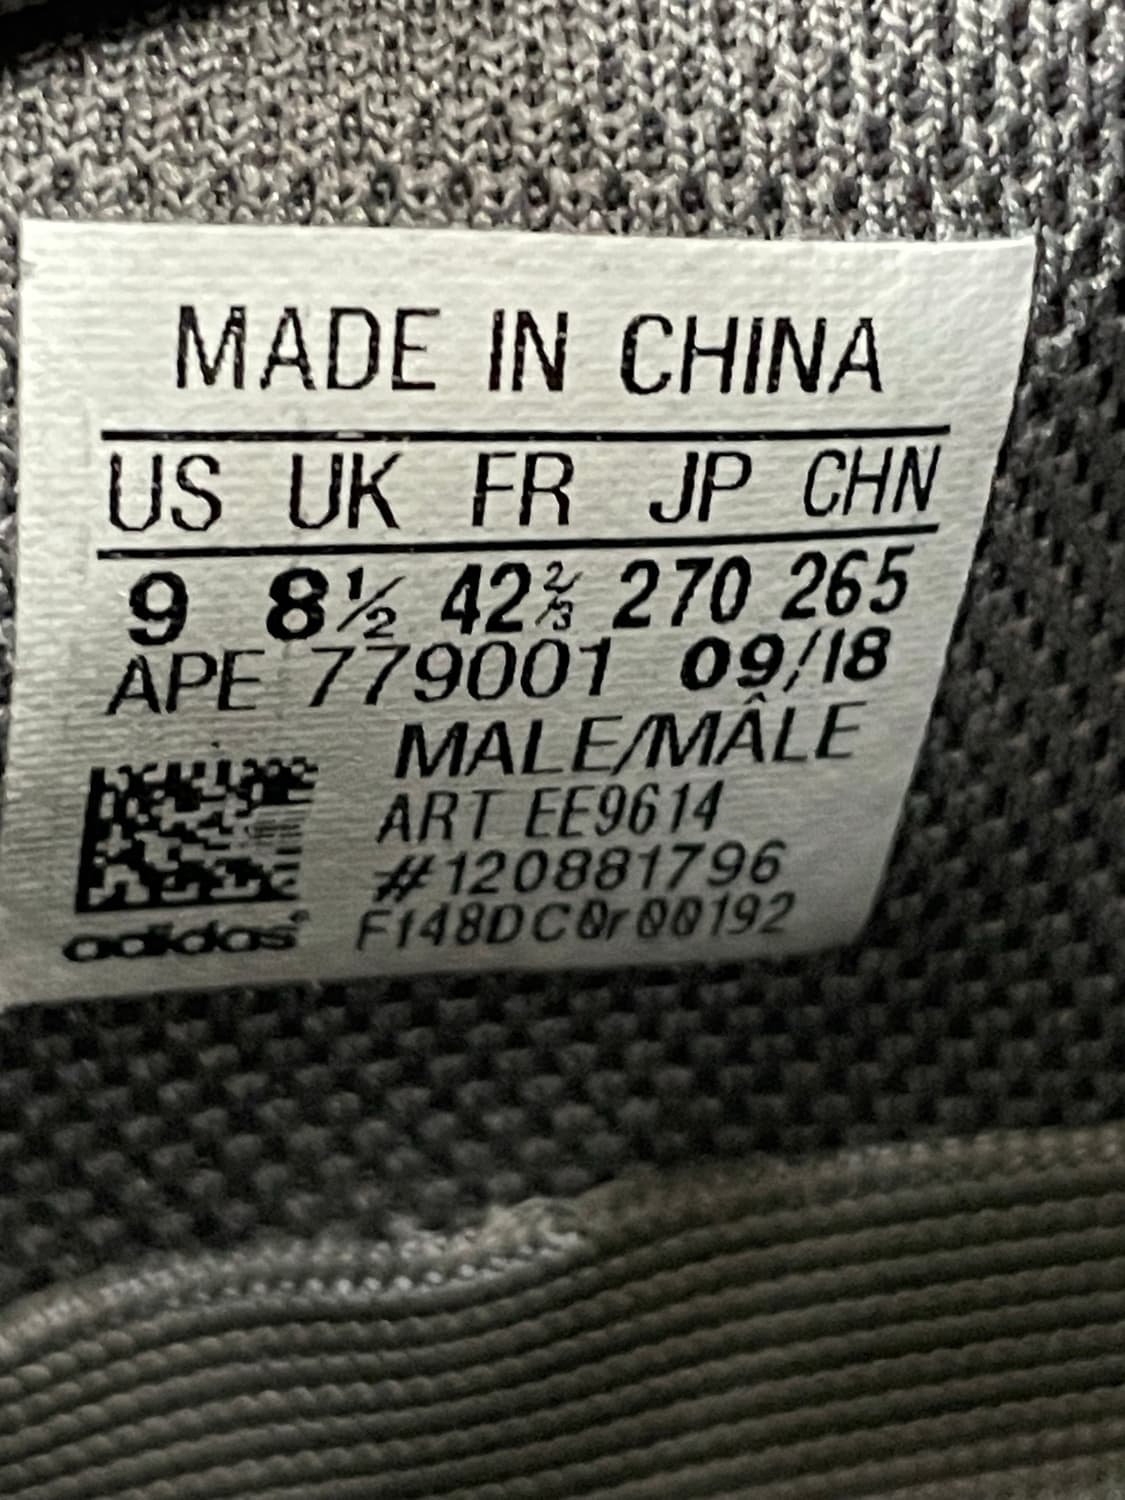 MADE IN CHINA
US UK FR JP CHN
9 8½ 42⅔ 270 265
APE 779001 09/18
MALE/MÂLE
ART EE9614
#120881796
F148DC0r00192
adidas®